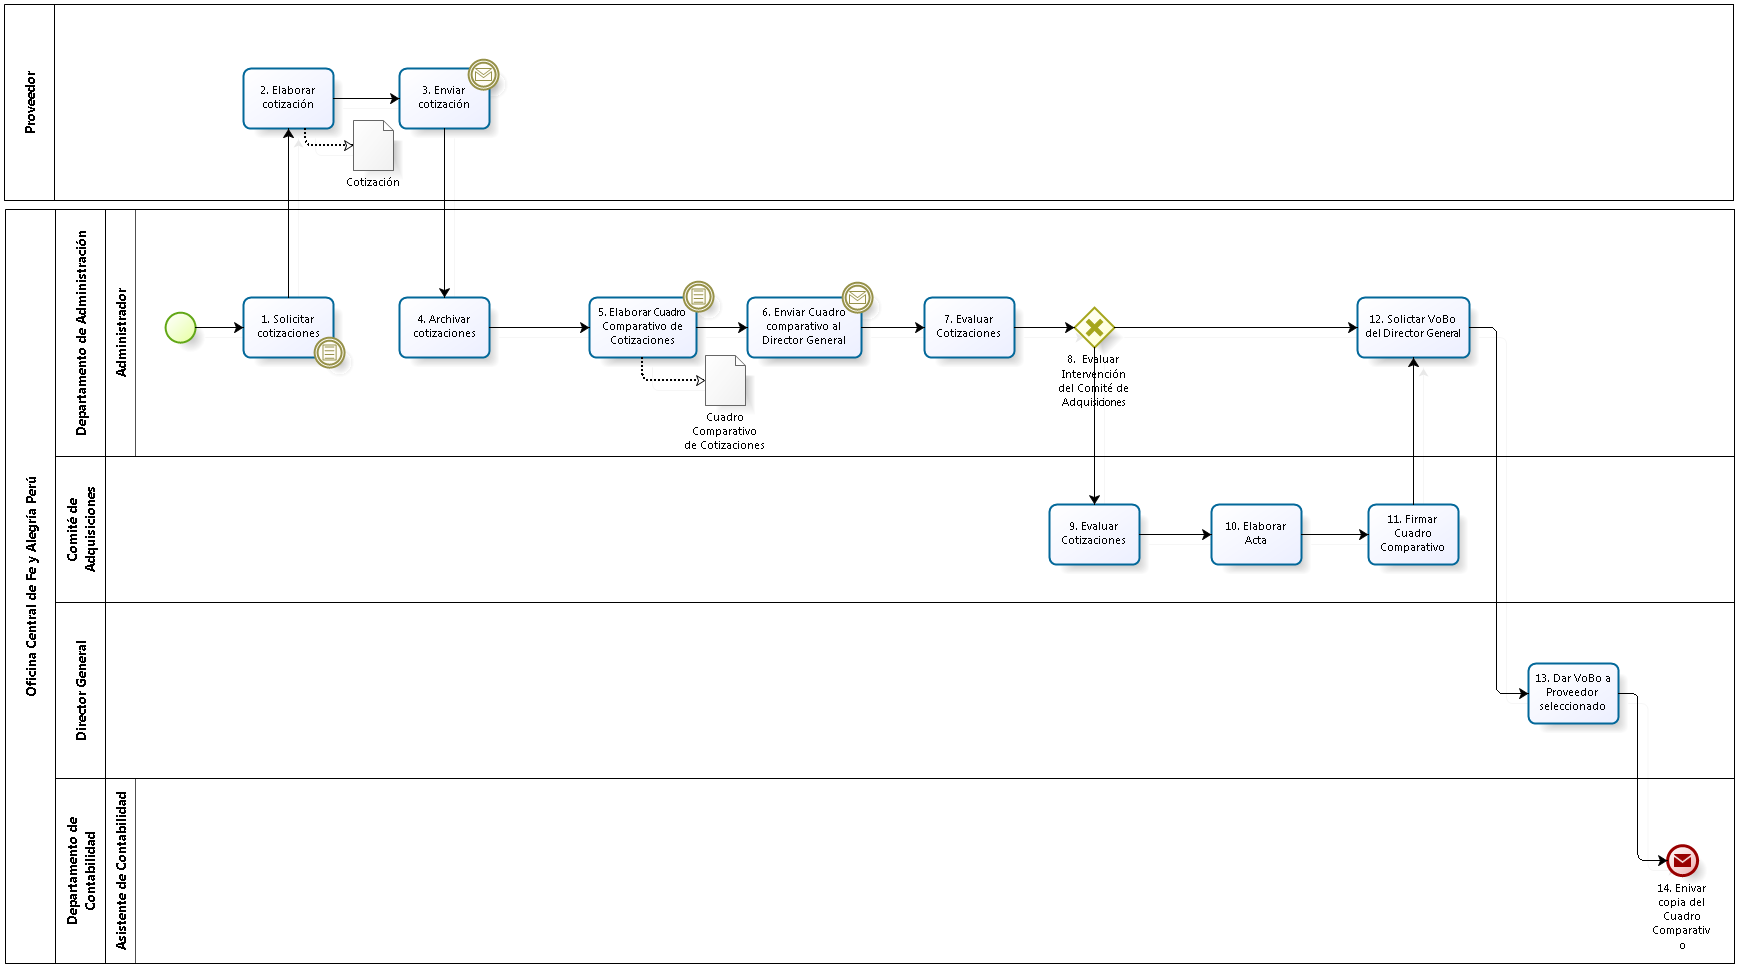 Proveedor
2. Elaborar
cotización
3. Enviar
cotización
Cotización
Oficina Central de Fe y Alegría Perú
Departamento de Administración
Administrador
1. Solicitar
cotizaciones
4. Archivar
cotizaciones
5. Elaborar Cuadro
Comparativo de
Cotizaciones
Cuadro
Comparativo
de Cotizaciones
6. Enviar Cuadro
comparativo al
Director General
7. Evaluar
Cotizaciones
8. Evaluar
Intervención
del Comité de
Adquisiciones
12. Solictar VoBo
del Director General
Comité de
Adquisiciones
9. Evaluar
Cotizaciones
10. Elaborar
Acta
11. Firmar
Cuadro
Comparativo
Director General
13. Dar VoBo a
Proveedor
seleccionado
Departamento de
Contabilidad
Asistente de Contabilidad
14. Enivar
copia del
Cuadro
Comparativ
o